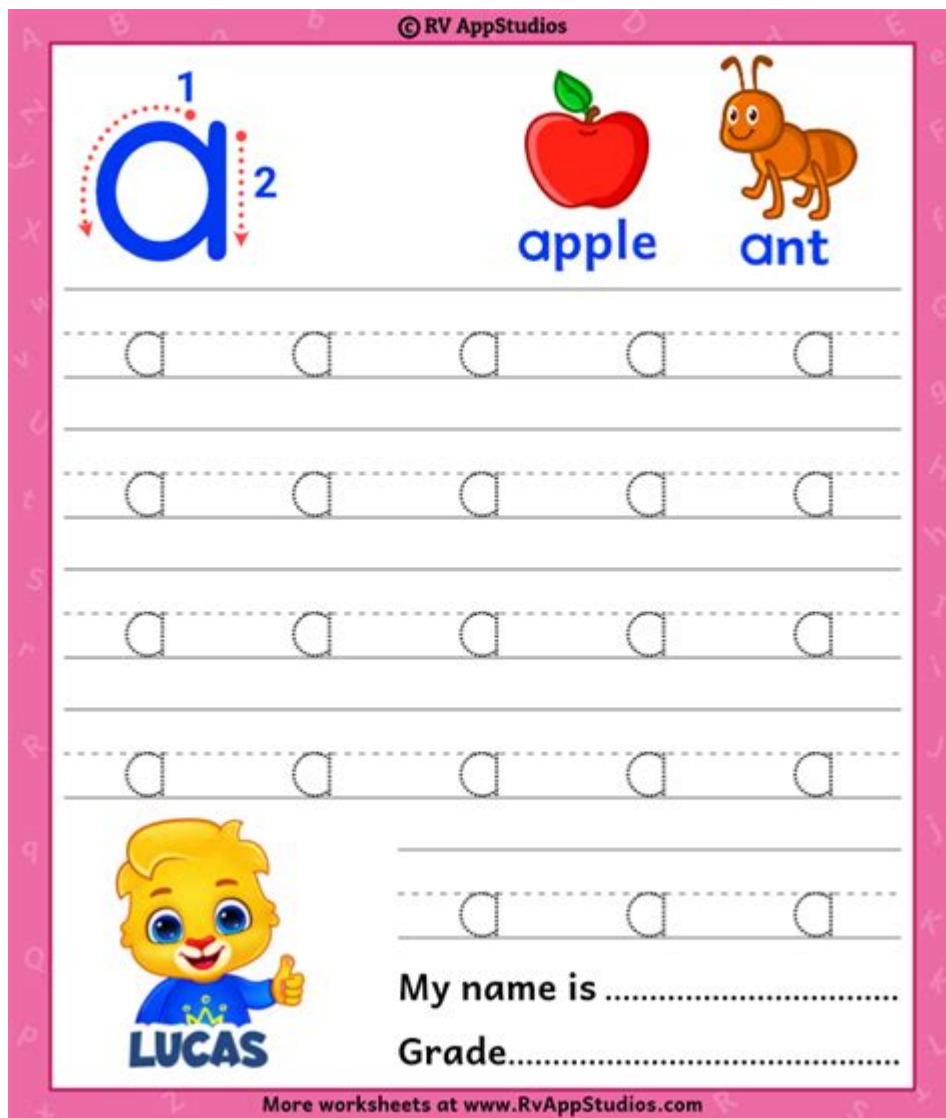 © RV AppStudios
1
a
2
apple ant
a a a a a
a a a a a
a a a a a
a a a a a
a a a
My name is ................................
Grade...........................................
LUCAS
More worksheets at www.RvAppStudios.com